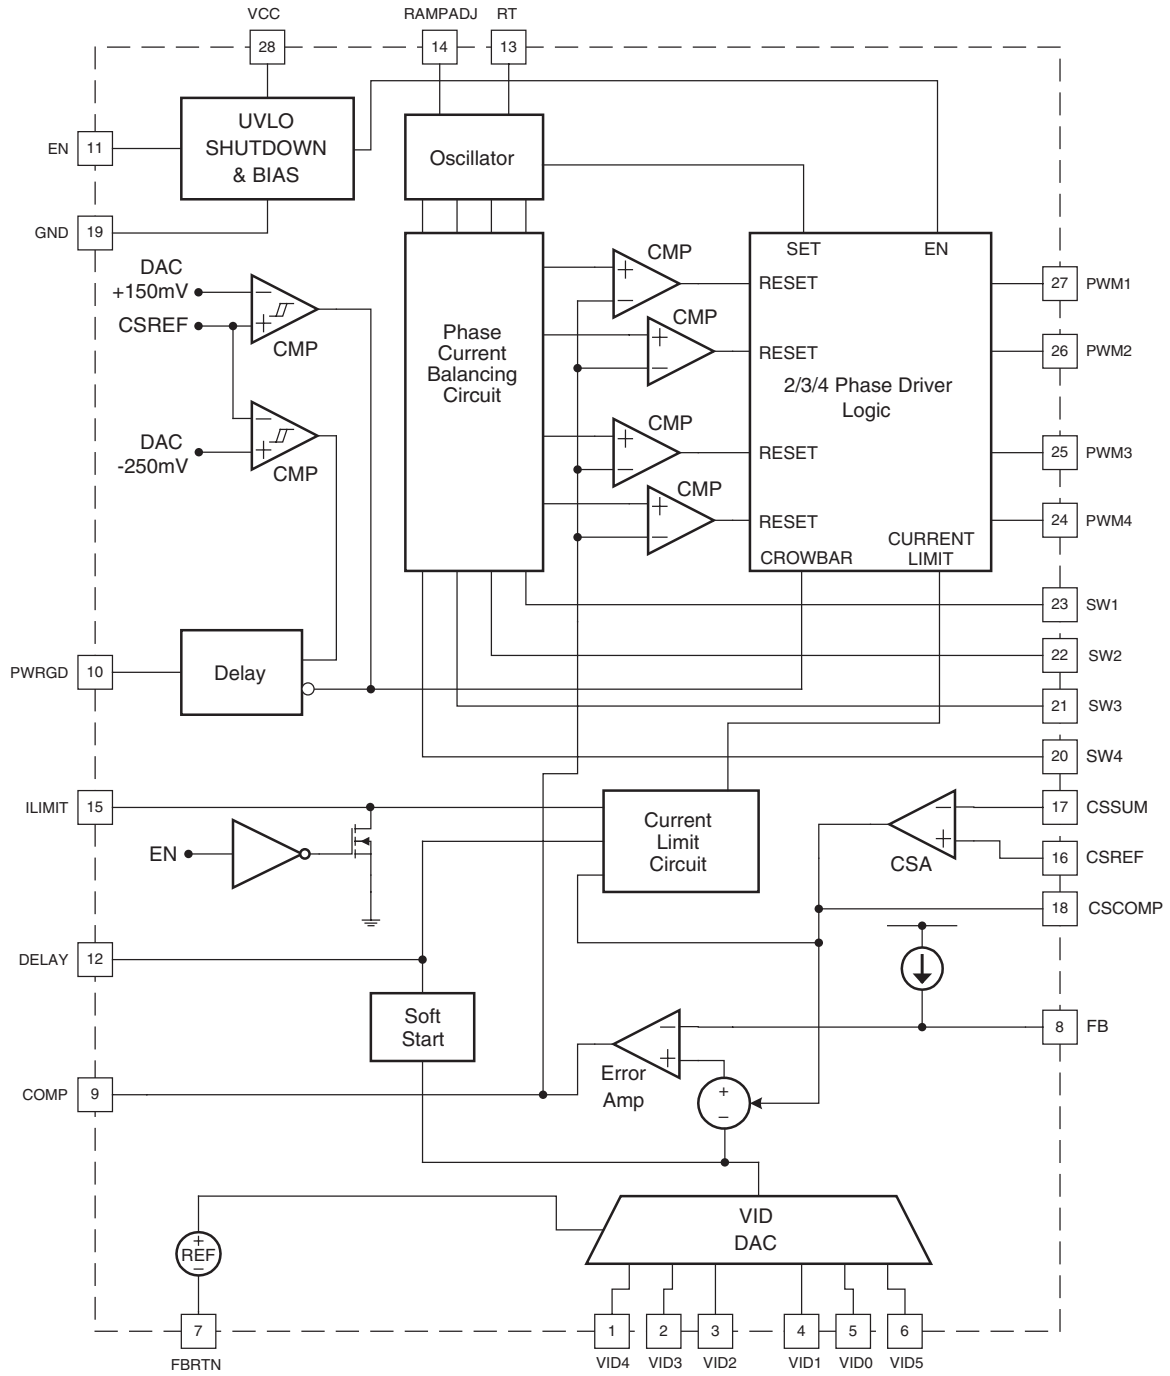 VCC
RAMPADJ
RT
28
14
13
UVLO
SHUTDOWN
& BIAS
EN
11
Oscillator
GND
19
SET
EN
DAC
+150mV
−
CSREF
+
CMP
CMP
+
−
RESET
27
PWM1
CMP
+
−
RESET
26
PWM2
Phase
Current
Balancing
Circuit
2/3/4 Phase Driver
Logic
−
DAC
-250mV
+
CMP
CMP
+
−
RESET
25
PWM3
CMP
+
−
RESET
24
PWM4
CROWBAR
CURRENT
LIMIT
23
SW1
PWRGD
10
Delay
22
SW2
21
SW3
20
SW4
ILIMIT
15
EN
Current
Limit
Circuit
−
+
CSA
17
CSSUM
16
CSREF
18
CSCOMP
DELAY
12
Soft
Start
−
+
Error
Amp
8
FB
COMP
9
+
−
VID
DAC
+
REF
−
7
FBRTN
1
2
3
4
5
6
VID4
VID3
VID2
VID1
VID0
VID5